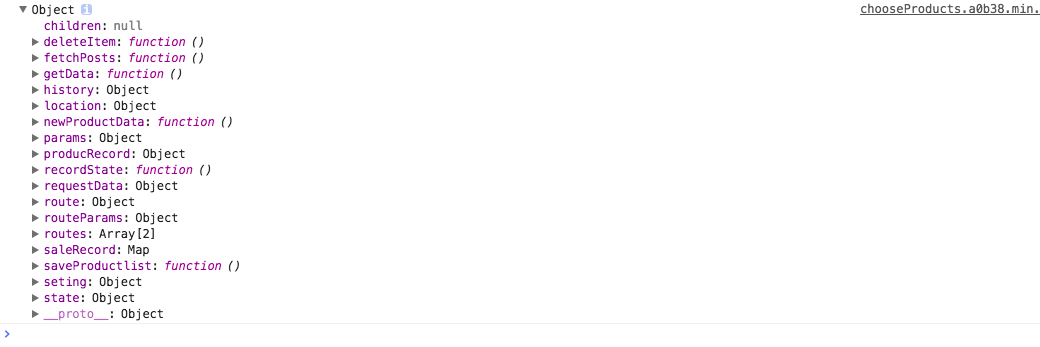 ▼ Object i chooseProducts.a0b38.min.
children: null
▶ deleteItem: function ()
▶ fetchPosts: function ()
▶ getData: function ()
▶ history: Object
▶ location: Object
▶ newProductData: function ()
▶ params: Object
▶ producRecord: Object
▶ recordState: function ()
▶ requestData: Object
▶ route: Object
▶ routeParams: Object
▶ routes: Array[2]
▶ saleRecord: Map
▶ saveProductlist: function ()
▶ seting: Object
▶ state: Object
▶ __proto__: Object
>